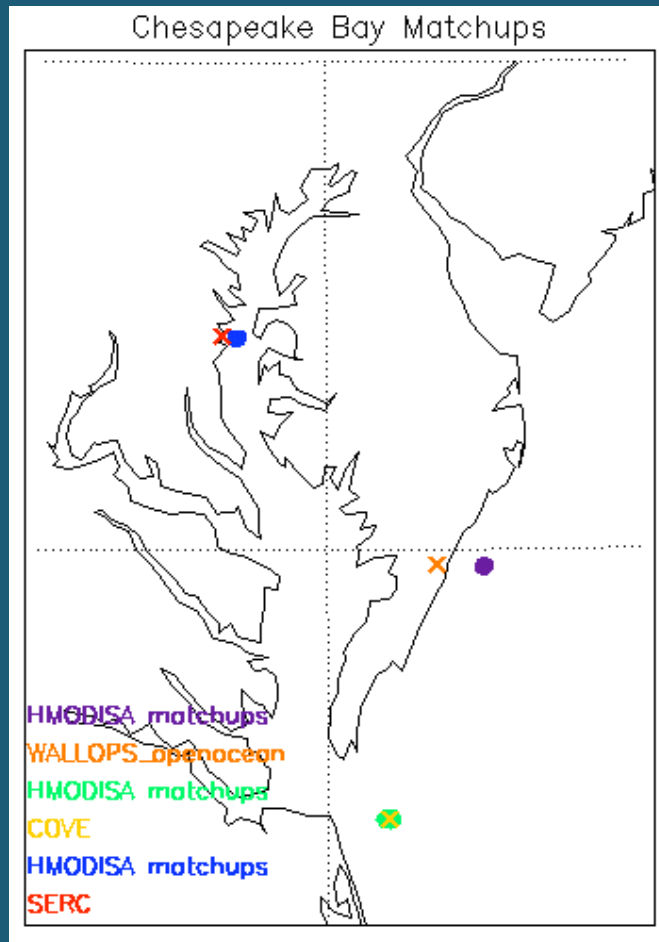 Chesapeake Bay Matchups
HMODISA matchups
WALLOPS_openocean
HMODISA matchups
COVE
HMODISA matchups
SERC